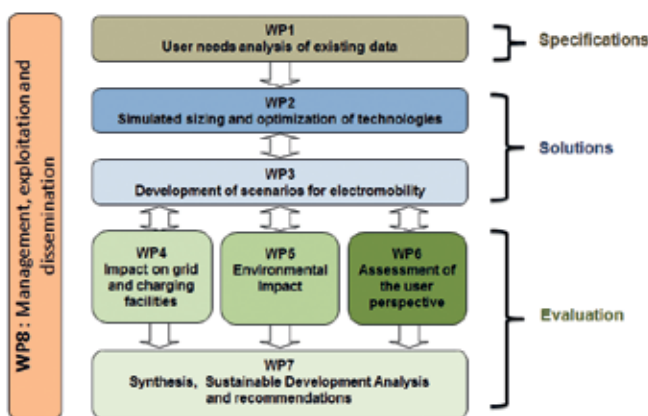 WP8 : Management, exploitation and
dissemination
WP1
User needs analysis of existing data
Specifications
WP2
Simulated sizing and optimization of technologies
Solutions
WP3
Development of scenarios for electromobility
WP4
Impact on grid
and charging
facilities
WP5
Environmental
Impact
WP6
Assessment of
the user
perspective
Evaluation
WP7
Synthesis, Sustainable Development Analysis
and recommendations